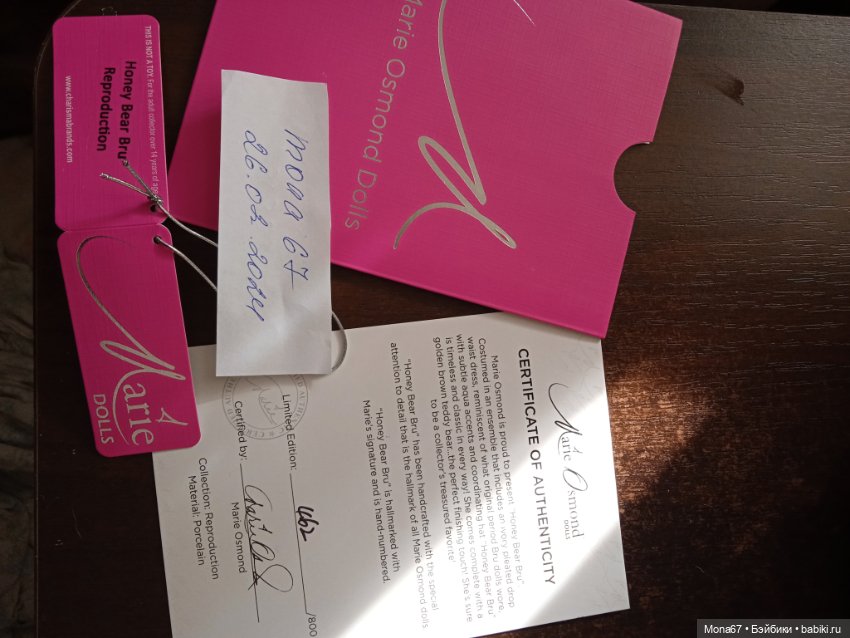 THIS IS NOT A TOY. For the adult collector over 14 years of age
Honey Bear Bru"
Reproduction
www.charismabrands.com
Marie
DOLLS
Marie Osmond Dolls
Mona 67
26.02.2024
Marie
Osmond
DOLLS
CERTIFICATE OF AUTHENTICITY
Marie Osmond is proud to present "Honey Bear Bru"
Costumed in an ensemble that includes an ivory pleated drop
waist dress, reminiscent of what original period Bru dolls wore,
with subtle aqua accents and coordinating hat "Honey Bear Bru"
is timeless and classic in every way! She comes complete with a
golden brown teddy bear...the perfect finishing touch! She's sure
to be a collector's treasured favorite
"Honey Bear Bru" has been handcrafted with the special
attention to detail that is the hallmark of all Marie Osmond dolls
"Honey Bear Bru" is hallmarked with
Marie's signature and is hand-numbered.
Limited Edition: 462 /800
Certified by:
Marie Osmond
Collection: Reproduction
Material: Porcelain
Mona67 • Бэйбики • babiki.ru